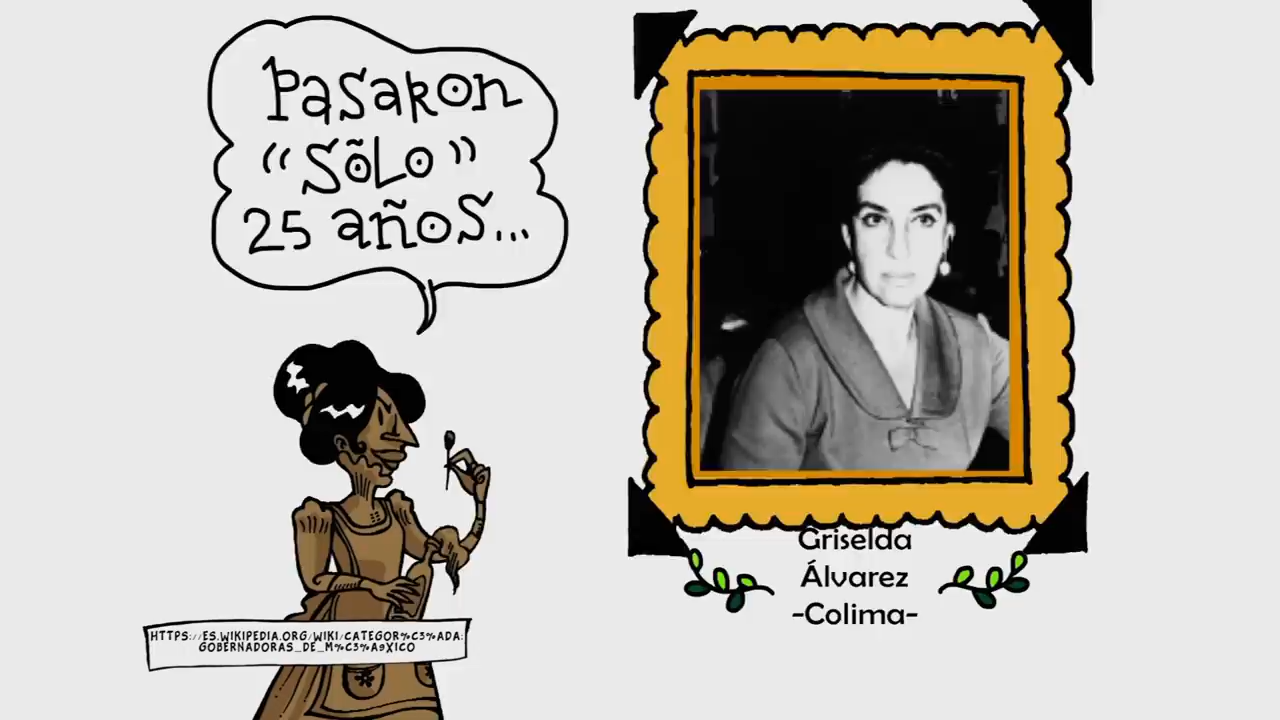 Pasaron
"SõLo"
25 años...
HTTPS://ES.WIKIPEDIA.ORG/WIKI/CATEGOR%C3%ADA:
GOBERNADORAS_DE_M%C3%A9XICO
Griselda
Álvarez
-Colima-